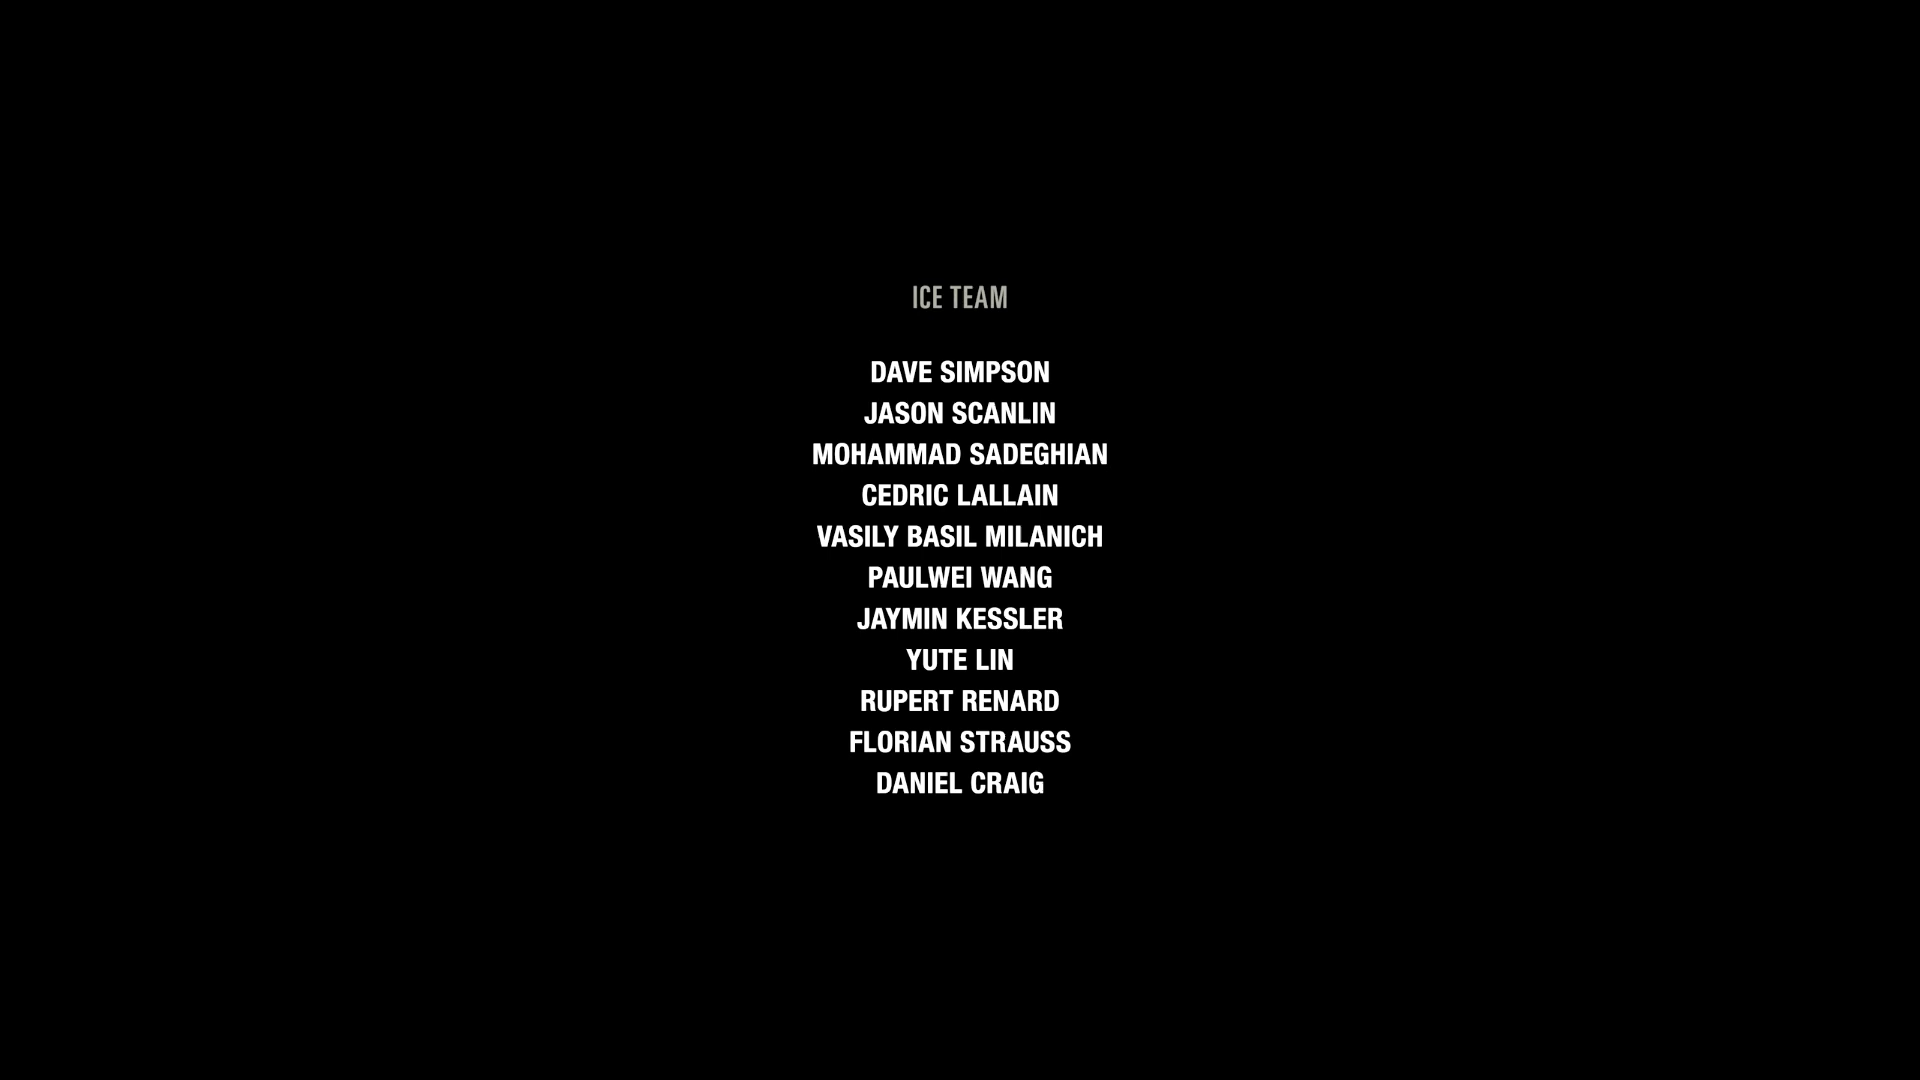 ICE TEAM
DAVE SIMPSON
JASON SCANLIN
MOHAMMAD SADEGHIAN
CEDRIC LALLAIN
VASILY BASIL MILANICH
PAULWEI WANG
JAYMIN KESSLER
YUTE LIN
RUPERT RENARD
FLORIAN STRAUSS
DANIEL CRAIG